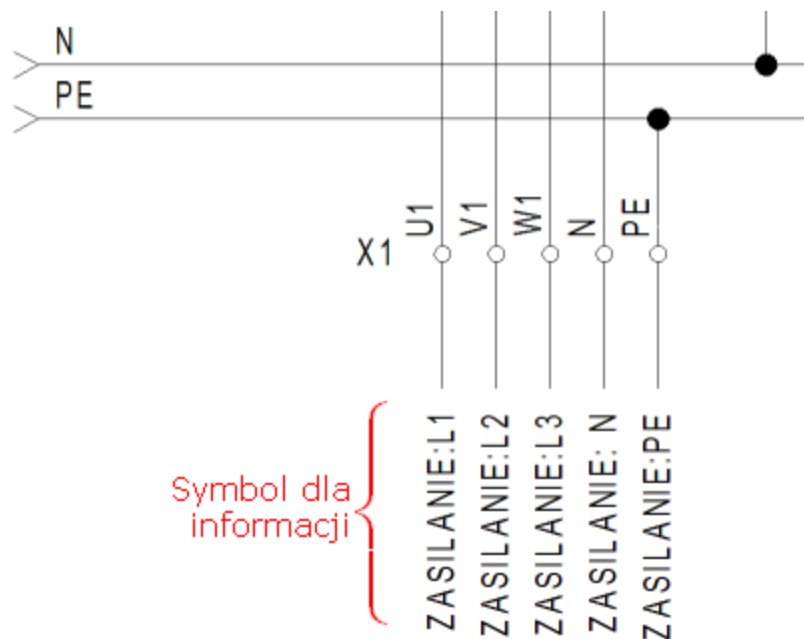 N
PE
X1
U1
V1
W1
N
PE
Symbol dla
informacji
ZASILANIE:L1
ZASILANIE:L2
ZASILANIE:L3
ZASILANIE: N
ZASILANIE:PE